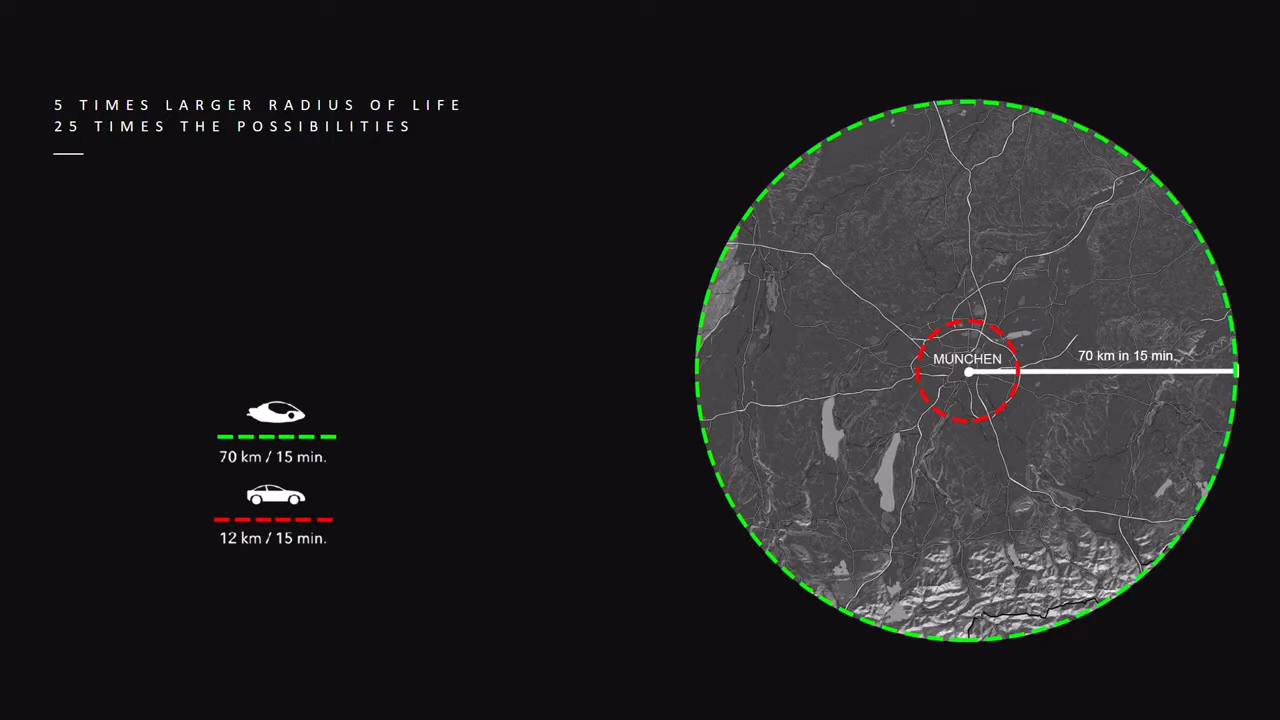 5 TIMES LARGER RADIUS OF LIFE
25 TIMES THE POSSIBILITIES
70 km / 15 min.
12 km / 15 min.
MÜNCHEN
70 km in 15 min.